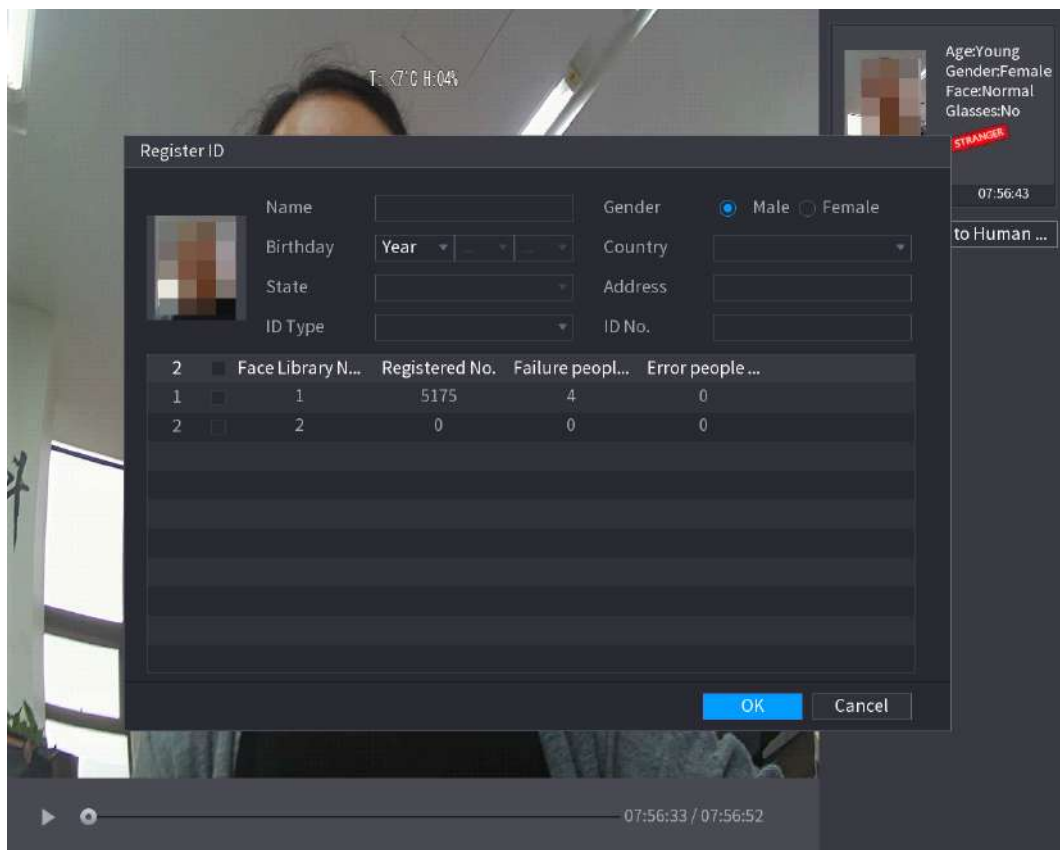 T: <7°C H:04%
Age:Young
Gender:Female
Face:Normal
Glasses:No
STRANGER
07:56:43
to Human ...
Register ID
Name
Gender Male Female
Birthday Year
Country
State
Address
ID Type
ID No.
2 Face Library N... Registered No. Failure peopl... Error people ...
1 1 5175 4 0
2 2 0 0 0
OK Cancel
07:56:33 / 07:56:52